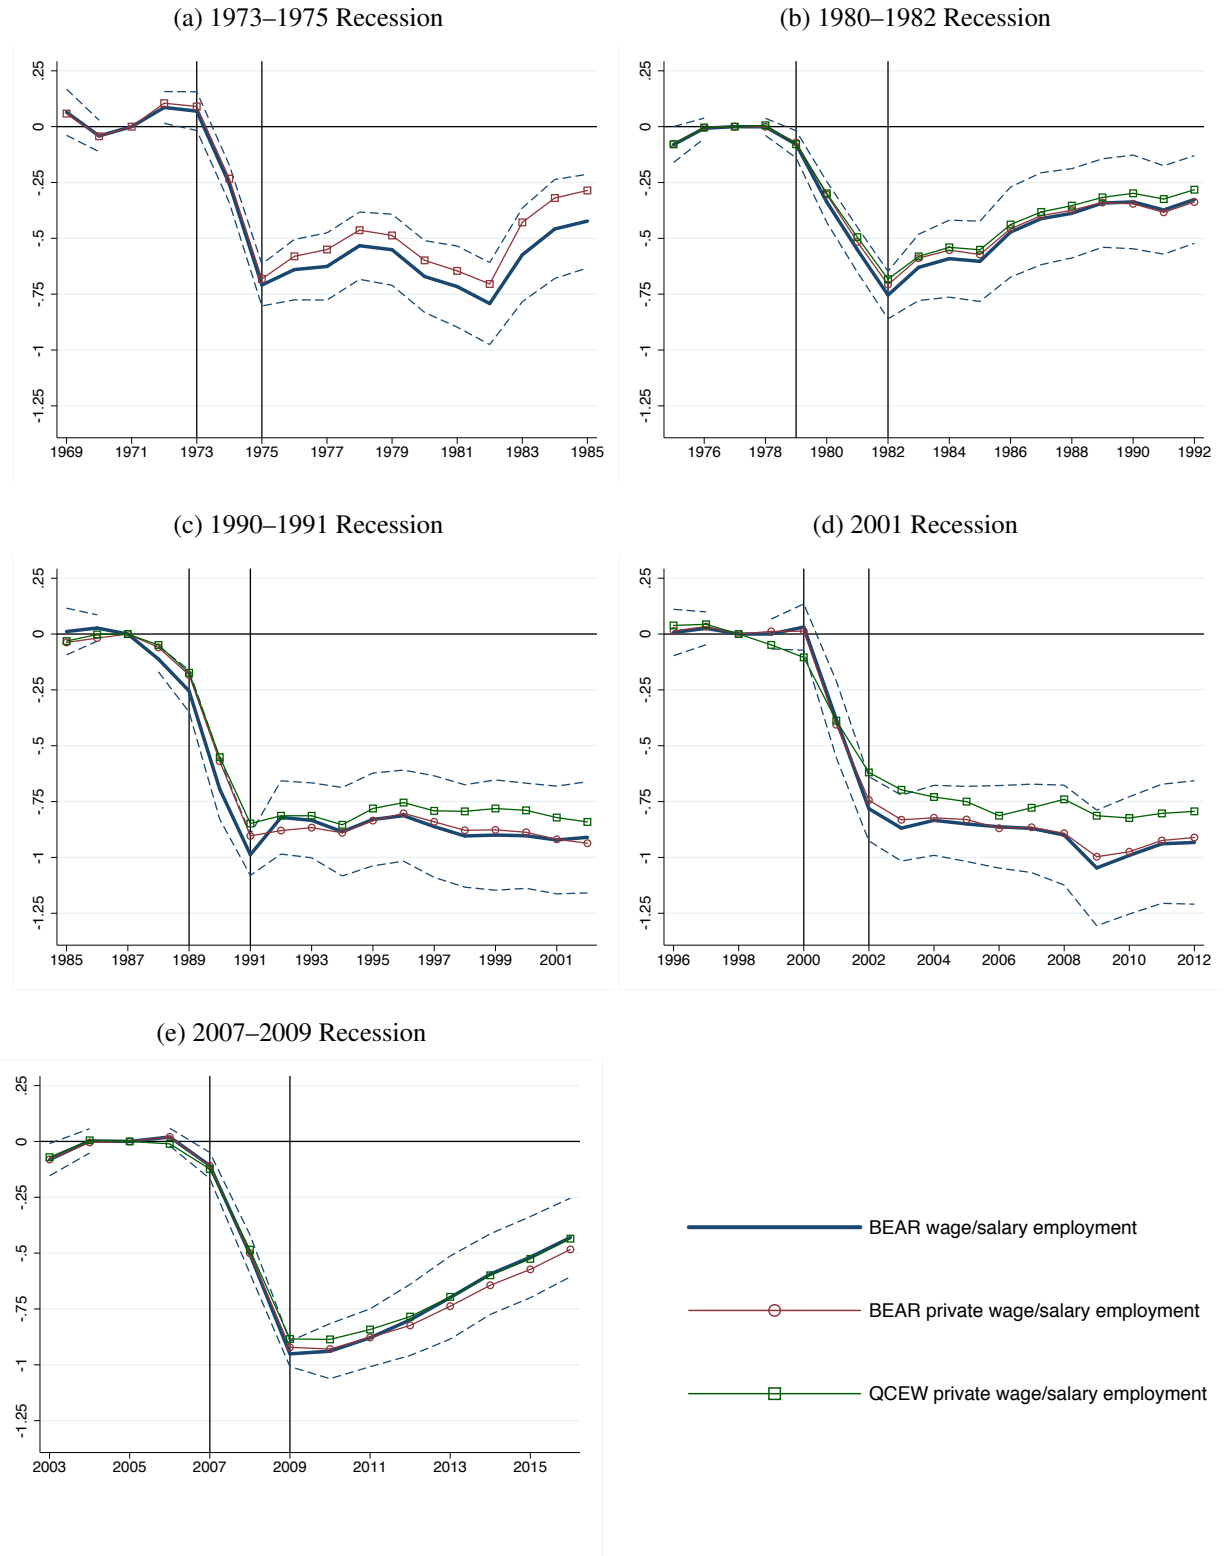 (a) 1973–1975 Recession
.25
0
-.25
-.5
-.75
-1
-1.25
1969 1971 1973 1975 1977 1979 1981 1983 1985
(b) 1980–1982 Recession
.25
0
-.25
-.5
-.75
-1
-1.25
1976 1978 1980 1982 1984 1986 1988 1990 1992
(c) 1990–1991 Recession
.25
0
-.25
-.5
-.75
-1
-1.25
1985 1987 1989 1991 1993 1995 1997 1999 2001
(d) 2001 Recession
.25
0
-.25
-.5
-.75
-1
-1.25
1996 1998 2000 2002 2004 2006 2008 2010 2012
(e) 2007–2009 Recession
.25
0
-.25
-.5
-.75
-1
-1.25
2003 2005 2007 2009 2011 2013 2015
BEAR wage/salary employment
BEAR private wage/salary employment
QCEW private wage/salary employment